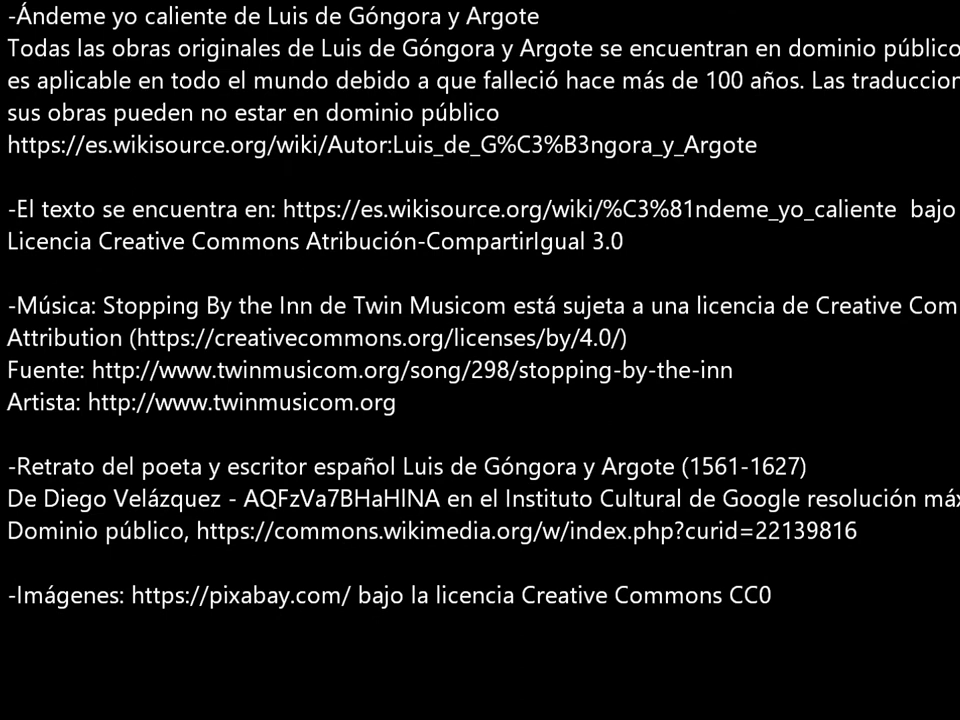 -Ándeme yo caliente de Luis de Góngora y Argote
Todas las obras originales de Luis de Góngora y Argote se encuentran en dominio público
es aplicable en todo el mundo debido a que falleció hace más de 100 años. Las traduccion
sus obras pueden no estar en dominio público
https://es.wikisource.org/wiki/Autor:Luis_de_G%C3%B3ngora_y_Argote
-El texto se encuentra en: https://es.wikisource.org/wiki/%C3%81ndeme_yo_caliente bajo
Licencia Creative Commons Atribución-CompartirIgual 3.0
-Música: Stopping By the Inn de Twin Musicom está sujeta a una licencia de Creative Com
Attribution (https://creativecommons.org/licenses/by/4.0/)
Fuente: http://www.twinmusicom.org/song/298/stopping-by-the-inn
Artista: http://www.twinmusicom.org
-Retrato del poeta y escritor español Luis de Góngora y Argote (1561-1627)
De Diego Velázquez - AQFzVa7BHaHlNA en el Instituto Cultural de Google resolución máx
Dominio público, https://commons.wikimedia.org/w/index.php?curid=22139816
-Imágenes: https://pixabay.com/ bajo la licencia Creative Commons CC0